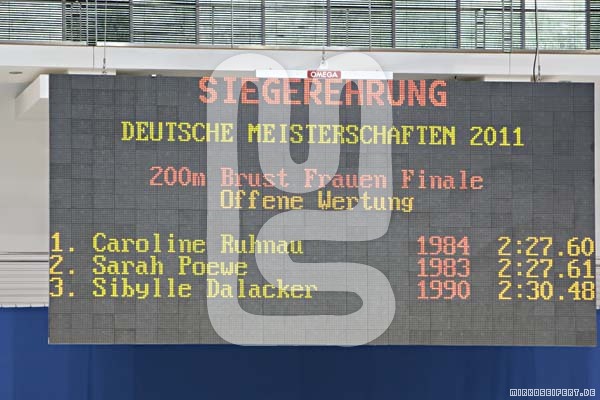 OMEGA
SIEGEREHRUNG
DEUTSCHE MEISTERSCHAFTEN 2011
200m Brust Frauen Finale
Offene Wertung
1. Caroline Ruhnau 1984 2:27.60
2. Sarah Poewe 1983 2:27.61
3. Sibylle Dalacker 1990 2:30.48
MIRKOSEIFERT.DE